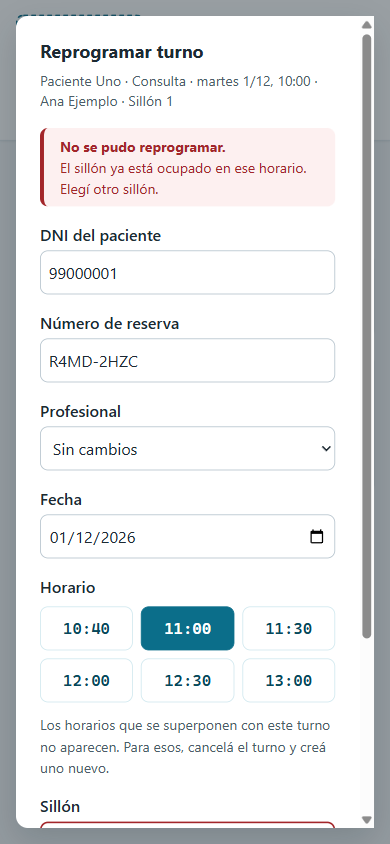 Reprogramar turno
Paciente Uno · Consulta · martes 1/12, 10:00 ·
Ana Ejemplo · Sillón 1
No se pudo reprogramar.
El sillón ya está ocupado en ese horario.
Elegí otro sillón.
DNI del paciente
99000001
Número de reserva
R4MD-2HZC
Profesional
Sin cambios
Fecha
01/12/2026
Horario
10:40 11:00 11:30
12:00 12:30 13:00
Los horarios que se superponen con este turno
no aparecen. Para esos, cancelá el turno y creá
uno nuevo.
Sillón